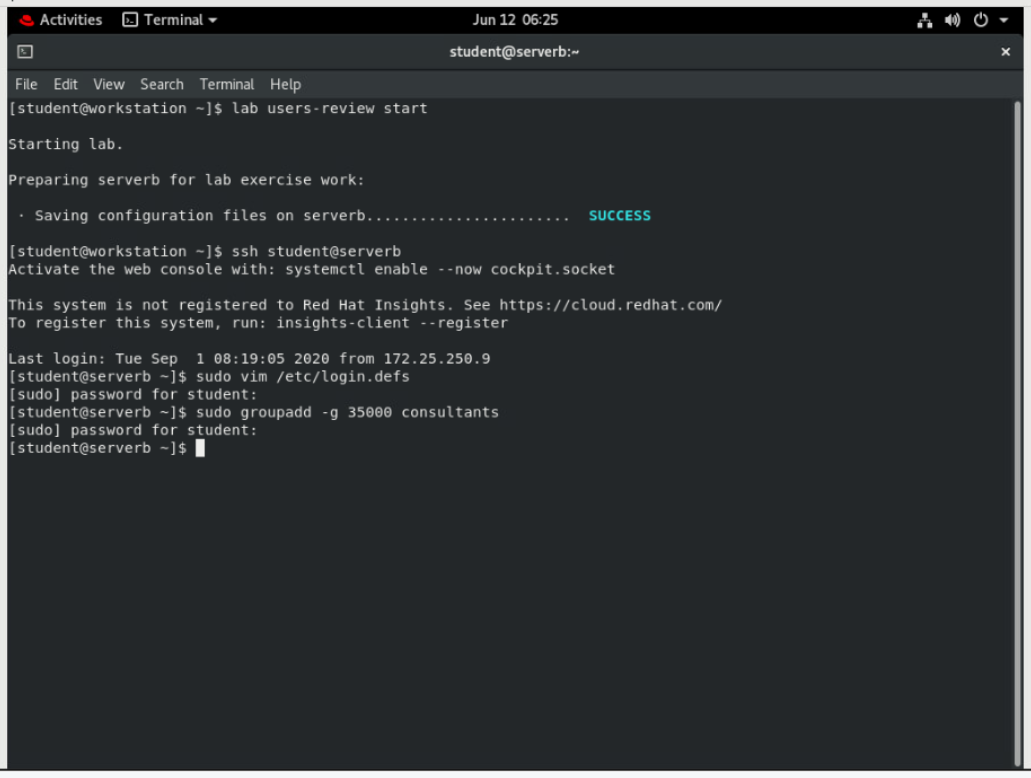 Activities Terminal Jun 12 06:25
student@serverb:~
File Edit View Search Terminal Help
[student@workstation ~]$ lab users-review start
Starting lab.
Preparing serverb for lab exercise work:
· Saving configuration files on serverb....................... SUCCESS
[student@workstation ~]$ ssh student@serverb
Activate the web console with: systemctl enable --now cockpit.socket
This system is not registered to Red Hat Insights. See https://cloud.redhat.com/
To register this system, run: insights-client --register
Last login: Tue Sep  1 08:19:05 2020 from 172.25.250.9
[student@serverb ~]$ sudo vim /etc/login.defs
[sudo] password for student:
[student@serverb ~]$ sudo groupadd -g 35000 consultants
[sudo] password for student:
[student@serverb ~]$